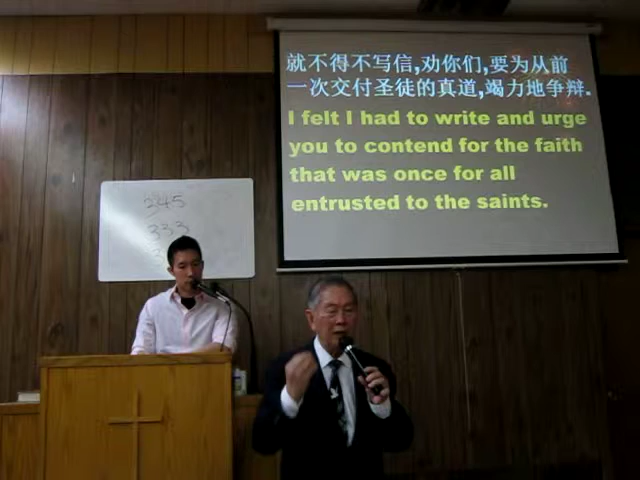 就不得不写信,劝你们,要为从前
一次交付圣徒的真道,竭力地争辩.
I felt I had to write and urge
you to contend for the faith
that was once for all
entrusted to the saints.
245
333